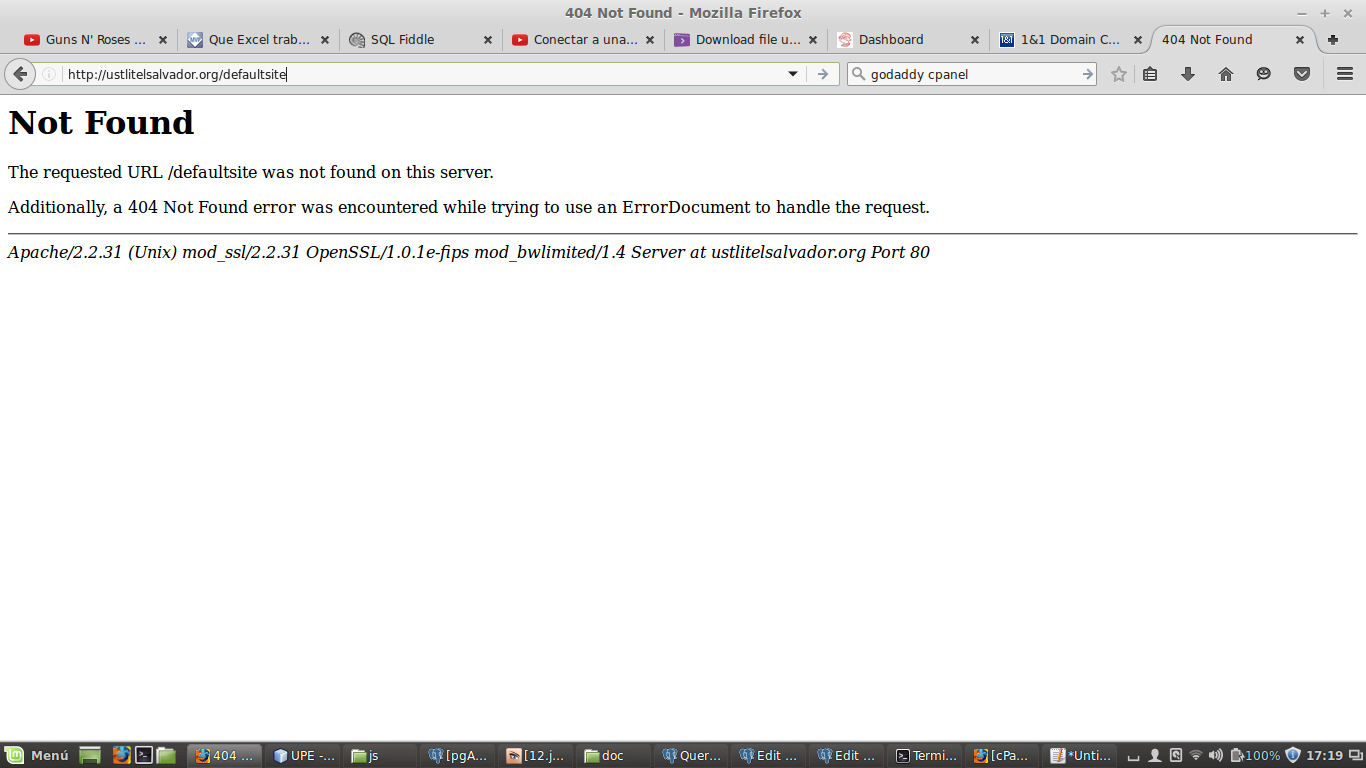 404 Not Found - Mozilla Firefox
Guns N' Roses ...
Que Excel trab...
SQL Fiddle
Conectar a una...
Download file u...
Dashboard
1&1 1&1 Domain C...
404 Not Found
http://ustlitelsalvador.org/defaultsite
godaddy cpanel
Not Found
The requested URL /defaultsite was not found on this server.
Additionally, a 404 Not Found error was encountered while trying to use an ErrorDocument to handle the request.
Apache/2.2.31 (Unix) mod_ssl/2.2.31 OpenSSL/1.0.1e-fips mod_bwlimited/1.4 Server at ustlitelsalvador.org Port 80
Menú
404 ...
UPE -...
js
[pgA...
[12.j...
doc
Quer...
Edit ...
Edit ...
Termi...
[cPa...
*Unti...
100%
17:19